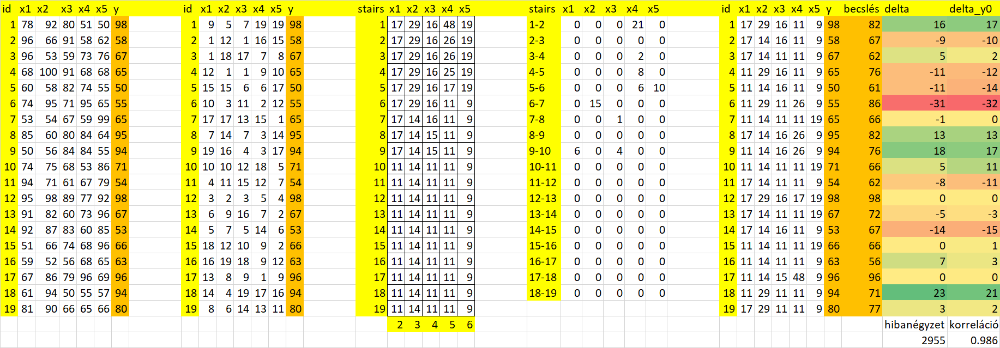 id x1 x2 x3 x4 x5 y id x1 x2 x3 x4 x5 y stairs x1 x2 x3 x4 x5 stairs x1 x2 x3 x4 x5 id x1 x2 x3 x4 x5 y becslés delta delta_y0
1 78 92 80 51 50 98 1 9 5 7 19 19 98 1 17 29 16 48 19 1-2 0 0 0 21 0 1 17 29 16 11 9 98 82 16 17
2 96 66 91 58 62 58 2 1 12 1 16 15 58 2 17 29 16 26 19 2-3 0 0 0 0 0 2 17 14 16 11 9 58 67 -9 -10
3 96 53 59 73 76 67 3 1 18 17 7 8 67 3 17 29 16 26 19 3-4 0 0 0 2 0 3 17 14 11 11 9 67 62 5 2
4 68 100 91 68 68 65 4 12 1 1 9 10 65 4 17 29 16 25 19 4-5 0 0 0 8 0 4 11 29 16 11 9 65 76 -11 -12
5 60 58 82 74 55 50 5 15 15 6 6 17 50 5 17 29 16 17 19 5-6 0 0 0 6 10 5 11 14 16 11 9 50 61 -11 -14
6 74 95 71 95 65 55 6 10 3 11 2 12 55 6 17 29 16 11 9 6-7 0 15 0 0 0 6 11 29 11 26 9 55 86 -31 -32
7 53 54 67 59 99 65 7 17 17 13 15 1 65 7 17 14 16 11 9 7-8 0 0 1 0 0 7 11 14 11 11 19 65 66 -1 0
8 85 60 80 84 64 95 8 7 14 7 3 14 95 8 17 14 15 11 9 8-9 0 0 0 0 0 8 17 14 16 26 9 95 82 13 13
9 50 56 84 84 55 94 9 19 16 4 3 17 94 9 17 14 15 11 9 9-10 6 0 4 0 0 9 11 14 16 26 9 94 76 18 17
10 74 75 68 53 86 71 10 10 10 12 18 5 71 10 11 14 11 11 9 10-11 0 0 0 0 0 10 11 14 11 11 19 71 66 5 11
11 94 71 61 67 79 54 11 4 11 15 12 7 54 11 11 14 11 11 9 11-12 0 0 0 0 0 11 17 14 11 11 9 54 62 -8 -11
12 95 98 89 77 92 98 12 3 2 3 5 4 98 12 11 14 11 11 9 12-13 0 0 0 0 0 12 17 29 16 17 19 98 98 0 0
13 91 82 60 73 96 67 13 6 9 16 7 2 67 13 11 14 11 11 9 13-14 0 0 0 0 0 13 17 14 11 11 19 67 72 -5 -3
14 92 87 83 60 85 53 14 5 7 5 14 6 53 14 11 14 11 11 9 14-15 0 0 0 0 0 14 17 14 16 11 9 53 67 -14 -15
15 51 66 74 68 96 66 15 18 12 10 9 2 66 15 11 14 11 11 9 15-16 0 0 0 0 0 15 11 14 11 11 19 66 66 0 1
16 59 52 56 68 65 63 16 16 19 18 9 12 63 16 11 14 11 11 9 16-17 0 0 0 0 0 16 11 14 11 11 9 63 56 7 3
17 67 86 79 96 69 96 17 13 8 9 1 9 96 17 11 14 11 11 9 17-18 0 0 0 0 0 17 11 14 15 48 9 96 96 0 0
18 61 94 50 55 57 94 18 14 4 19 17 16 94 18 11 14 11 11 9 18-19 0 0 0 0 0 18 11 29 11 11 9 94 71 23 21
19 81 90 66 65 66 80 19 8 6 14 13 11 80 19 11 14 11 11 9 19 17 29 11 11 9 80 77 3 2
2 3 4 5 6 hibanégyzet korreláció
2955 0.986